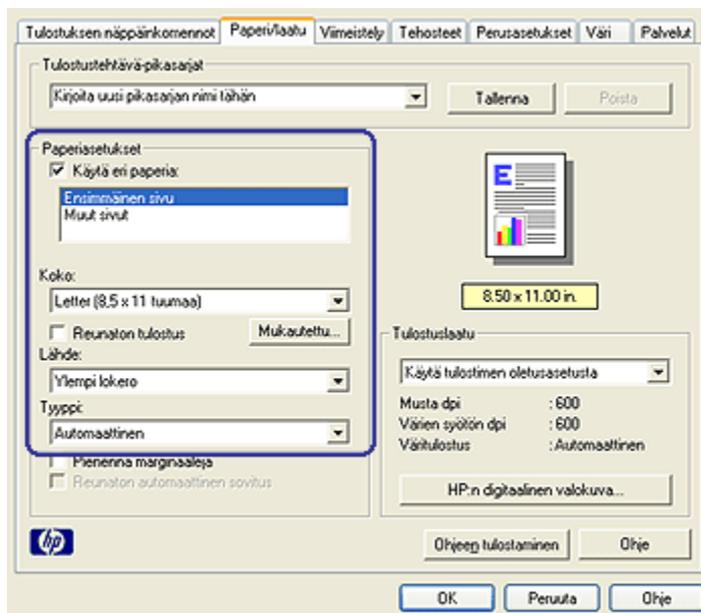 Tulostuksen näppäinkomennot Paperi/laatu Viimeistely Tehosteet Perusasetukset Väri Palvelut
Tulostustehtävä-pikasarjat
Kirjoita uusi pikasarjan nimi tähän Tallenna Poista
Paperiasetukset
Käytä eri paperia:
Ensimmäinen sivu
Muut sivut
E
Koko:
Letter (8,5 x 11 tuumaa)
8.50 x 11.00 in.
Reunaton tulostus Mukautettu...
Lähde:
Ylempi lokero
Tyyppi:
Automaattinen
Pienennä marginaaleja
Reunaton automaattinen sovitus
Tulostuslaatu
Käytä tulostimen oletusasetusta
Musta dpi : 600
Värien syötön dpi : 600
Väritulostus : Automaattinen
HP:n digitaalinen valokuva...
hp
Ohjeen tulostaminen Ohje
OK Peruuta Ohje